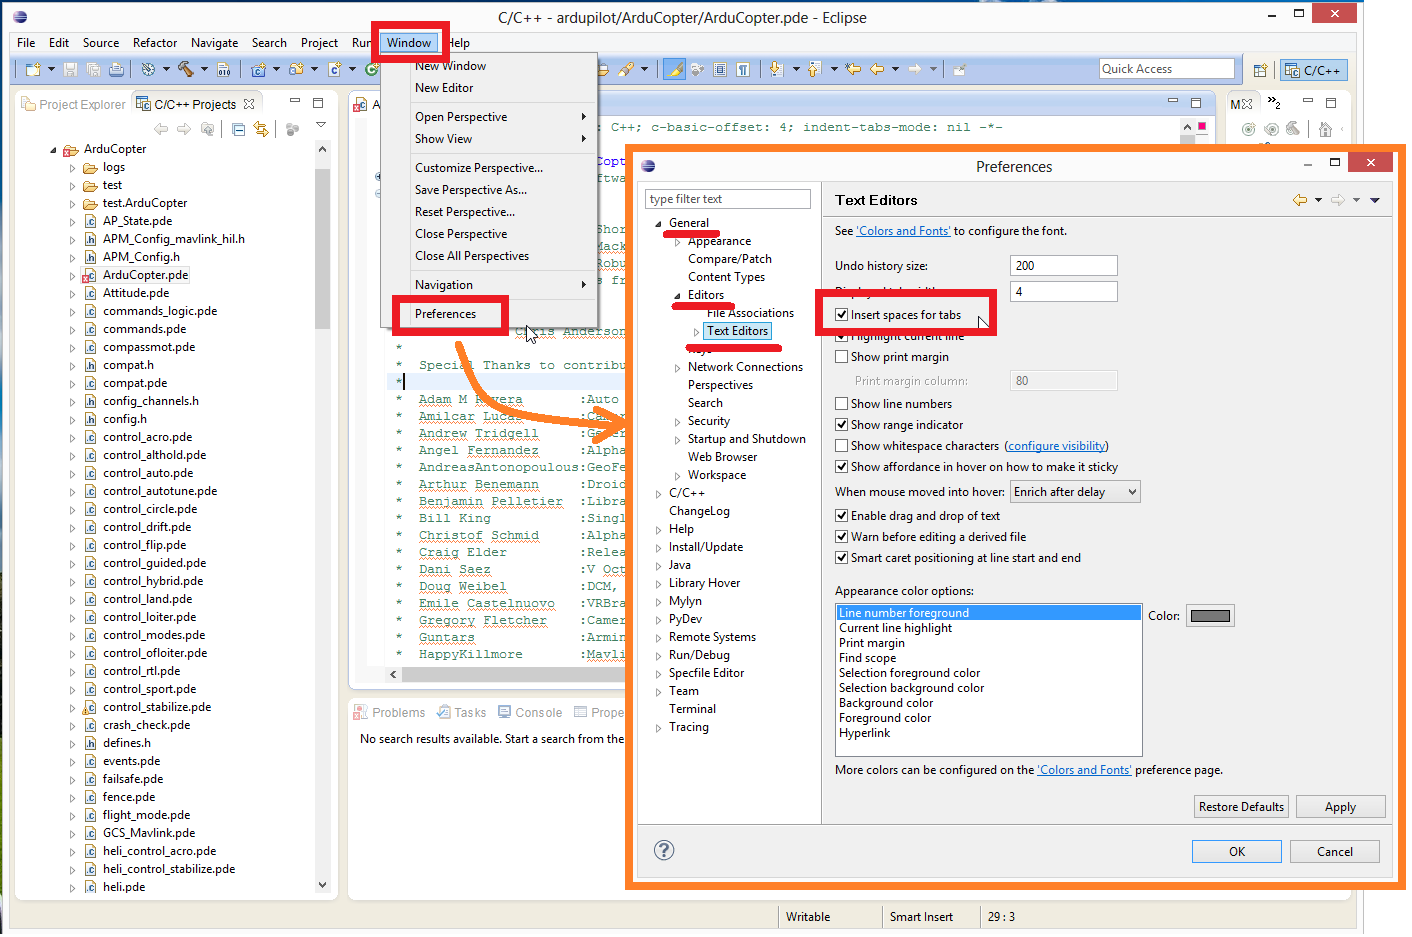 C/C++ - ardupilot/ArduCopter/ArduCopter.pde - Eclipse
File Edit Source Refactor Navigate Search Project Run Window Help
Quick Access
C/C++
Project Explorer
C/C++ Projects
ArduCopter
logs
test
test.ArduCopter
AP_State.pde
APM_Config_mavlink_hil.h
APM_Config.h
ArduCopter.pde
Attitude.pde
commands_logic.pde
commands.pde
compassmot.pde
compat.h
compat.pde
config_channels.h
config.h
control_acro.pde
control_althold.pde
control_auto.pde
control_autotune.pde
control_circle.pde
control_drift.pde
control_flip.pde
control_guided.pde
control_hybrid.pde
control_land.pde
control_loiter.pde
control_modes.pde
control_ofloiter.pde
control_rtl.pde
control_sport.pde
control_stabilize.pde
crash_check.pde
defines.h
events.pde
failsafe.pde
fence.pde
flight_mode.pde
GCS_Mavlink.pde
heli_control_acro.pde
heli_control_stabilize.pde
heli.pde
New Window
New Editor
Open Perspective
Show View
Customize Perspective...
Save Perspective As...
Reset Perspective...
Close Perspective
Close All Perspectives
Navigation
Preferences
: C++; c-basic-offset: 4; indent-tabs-mode: nil -*-
Chris Anderson
*
* Special Thanks to contribu
*
* Adam M Rivera :Auto
* Amilcar Lucas :Camer
* Andrew Tridgell :Gener
* Angel Fernandez :Alpha
* AndreasAntonopoulous:GeoFe
* Arthur Benemann :Droid
* Benjamin Pelletier :Libra
* Bill King :Singl
* Christof Schmid :Alpha
* Craig Elder :Relea
* Dani Saez :V Oct
* Doug Weibel :DCM,
* Emile Castelnuovo :VRBra
* Gregory Fletcher :Camer
* Guntars :Armin
* HappyKillmore :Mavli
Problems Tasks Console Prope
No search results available. Start a search from the
Writable Smart Insert 29 : 3
Preferences
type filter text
General
Appearance
Compare/Patch
Content Types
Editors
File Associations
Text Editors
Keys
Network Connections
Perspectives
Search
Security
Startup and Shutdown
Web Browser
Workspace
C/C++
ChangeLog
Help
Install/Update
Java
Library Hover
Mylyn
PyDev
Remote Systems
Run/Debug
Specfile Editor
Team
Terminal
Tracing
Text Editors
See 'Colors and Fonts' to configure the font.
Undo history size: 200
Displayed tab width: 4
Insert spaces for tabs
Highlight current line
Show print margin
Print margin column: 80
Show line numbers
Show range indicator
Show whitespace characters (configure visibility)
Show affordance in hover on how to make it sticky
When mouse moved into hover: Enrich after delay
Enable drag and drop of text
Warn before editing a derived file
Smart caret positioning at line start and end
Appearance color options:
Line number foreground
Current line highlight
Print margin
Find scope
Selection foreground color
Selection background color
Background color
Foreground color
Hyperlink
Color:
More colors can be configured on the 'Colors and Fonts' preference page.
Restore Defaults Apply
OK Cancel